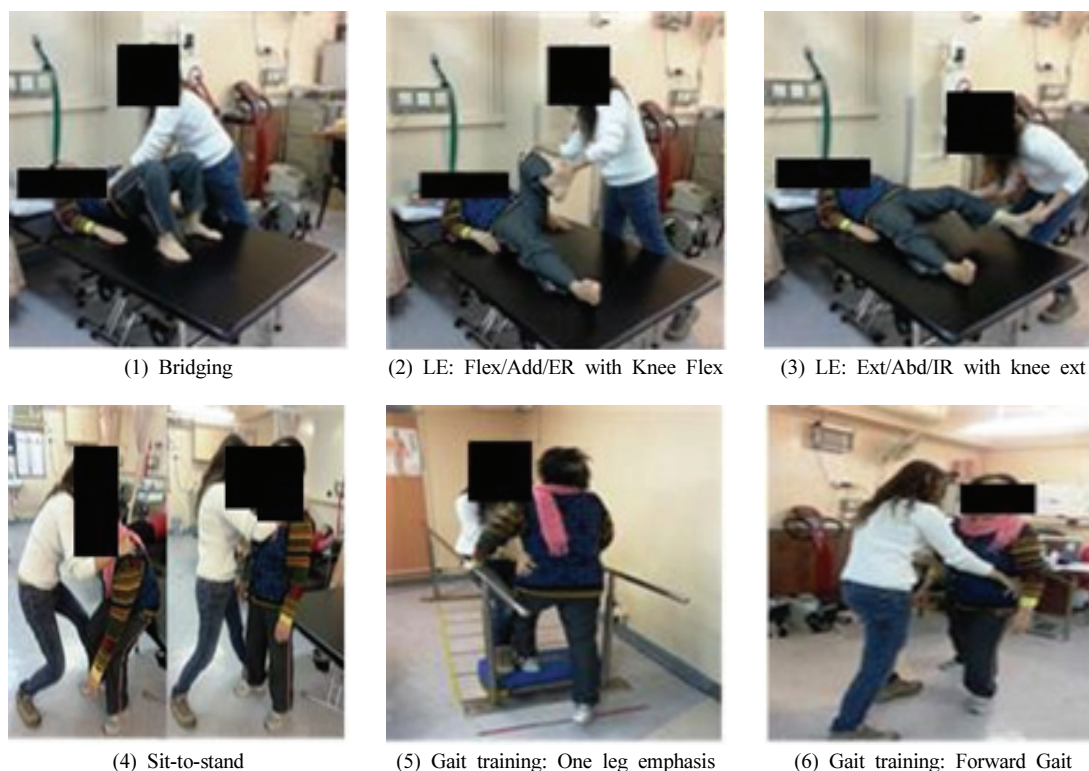 (1) Bridging
(2) LE: Flex/Add/ER with Knee Flex
(3) LE: Ext/Abd/IR with knee ext
(4) Sit-to-stand
(5) Gait training: One leg emphasis
(6) Gait training: Forward Gait